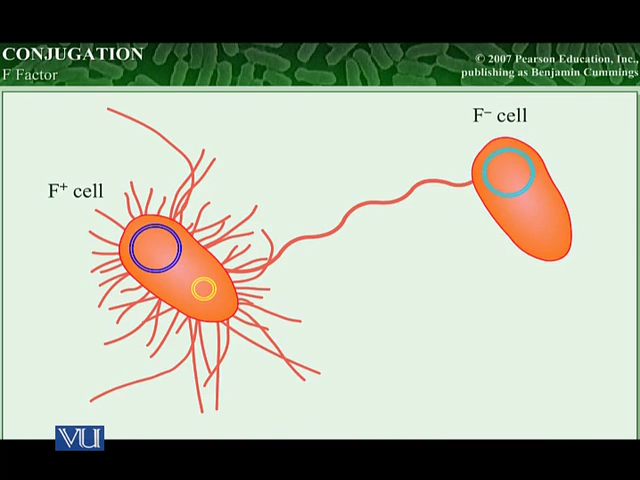 CONJUGATION
F Factor
© 2007 Pearson Education, Inc.,
publishing as Benjamin Cummings
F⁻ cell
F⁺ cell
VU